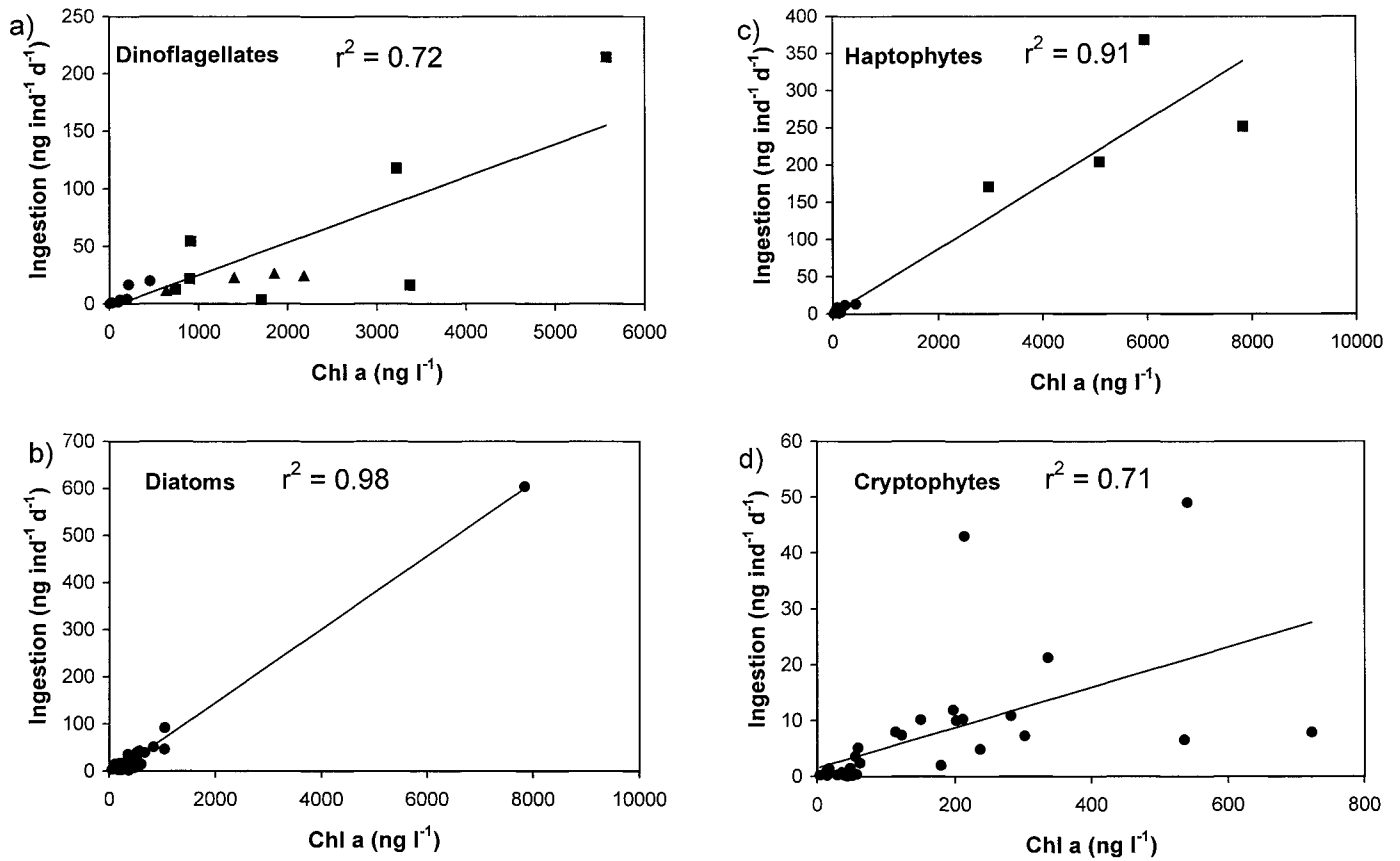 a)
Dinoflagellates
r² = 0.72
Ingestion (ng ind⁻¹ d⁻¹)
250
200
150
100
50
0
0 1000 2000 3000 4000 5000 6000
Chl a (ng l⁻¹)
c)
Haptophytes
r² = 0.91
Ingestion (ng ind⁻¹ d⁻¹)
400
350
300
250
200
150
100
50
0
0 2000 4000 6000 8000 10000
Chl a (ng l⁻¹)
b)
Diatoms
r² = 0.98
Ingestion (ng ind⁻¹ d⁻¹)
700
600
500
400
300
200
100
0
0 2000 4000 6000 8000 10000
Chl a (ng l⁻¹)
d)
Cryptophytes
r² = 0.71
Ingestion (ng ind⁻¹ d⁻¹)
60
50
40
30
20
10
0
0 200 400 600 800
Chl a (ng l⁻¹)